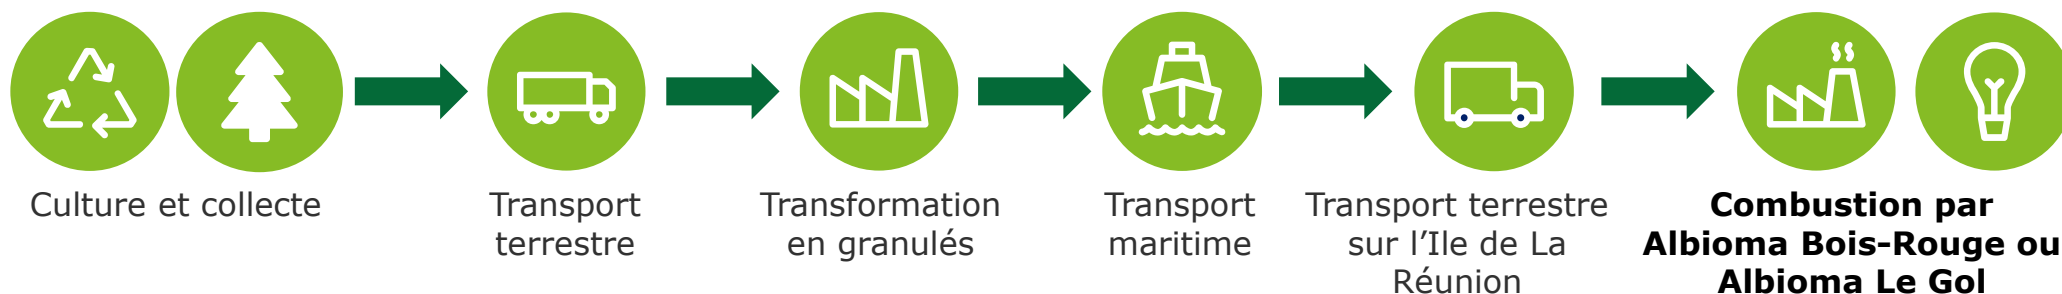 Culture et collecte
Transport
terrestre
Transformation
en granulés
Transport
maritime
Transport terrestre
sur l’Ile de La
Réunion
Combustion par
Albioma Bois-Rouge ou
Albioma Le Gol